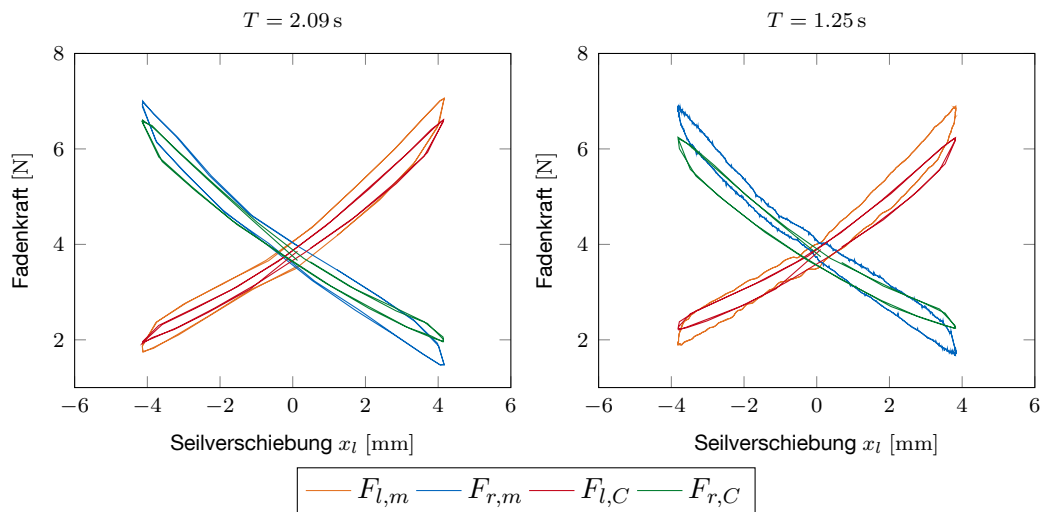 T = 2.09 s
T = 1.25 s
8
6
4
2
Fadenkraft [N]
−6 −4 −2 0 2 4 6
Seilverschiebung x_l [mm]
8
6
4
2
Fadenkraft [N]
−6 −4 −2 0 2 4 6
Seilverschiebung x_l [mm]
F_{l,m} F_{r,m} F_{l,C} F_{r,C}